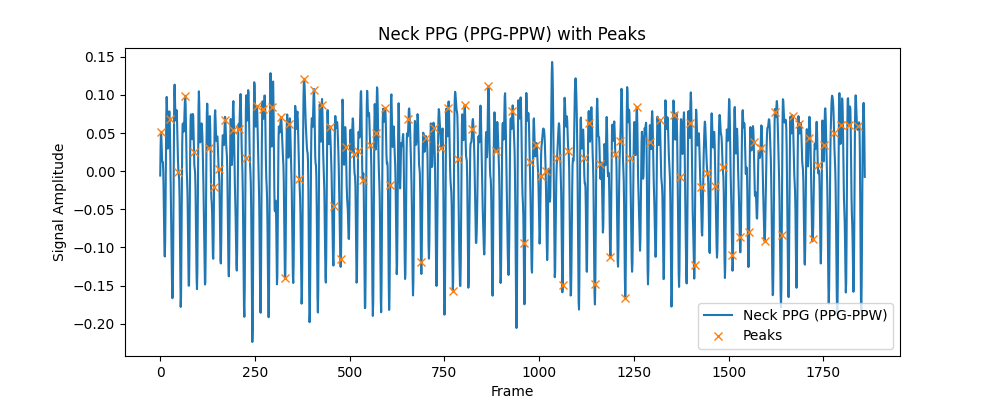 Neck PPG (PPG-PPW) with Peaks
0.15
0.10
0.05
0.00
−0.05
−0.10
−0.15
−0.20
Signal Amplitude
0 250 500 750 1000 1250 1500 1750
Frame
Neck PPG (PPG-PPW)
Peaks